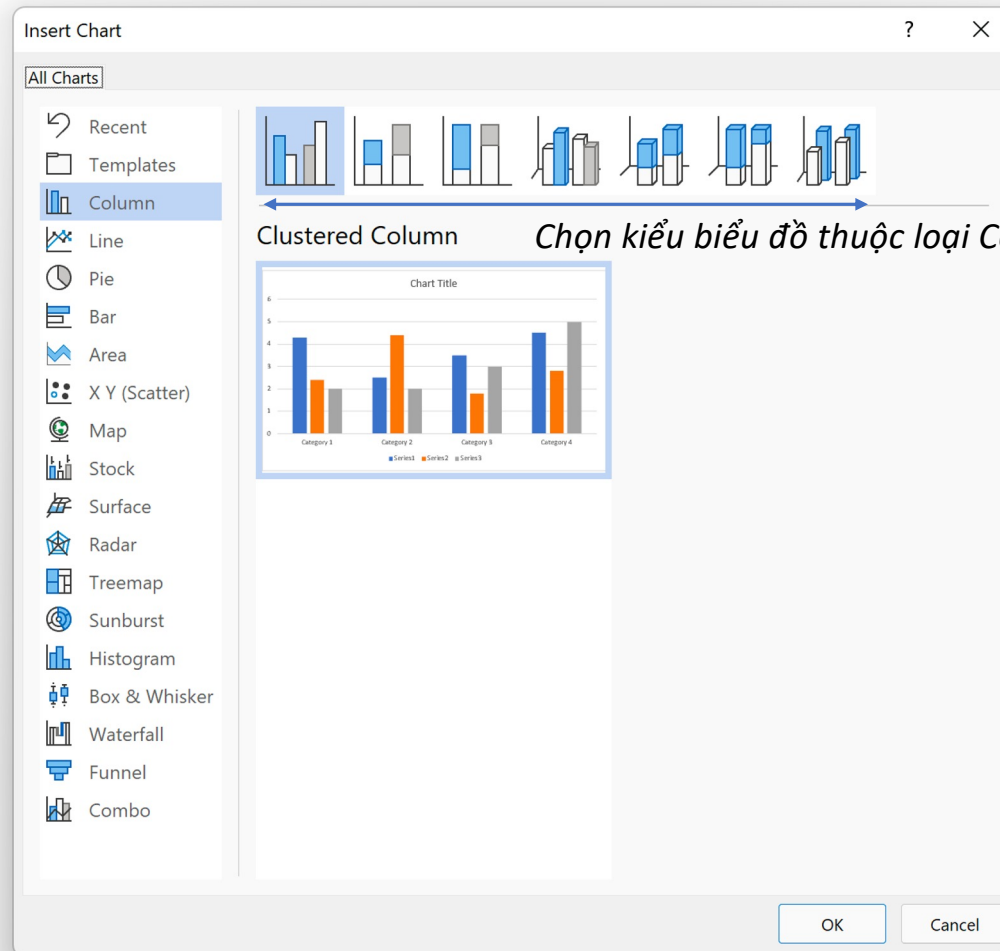 Insert Chart
?
All Charts
Recent
Templates
Column
Line
Pie
Bar
Area
X Y (Scatter)
Map
Stock
Surface
Radar
Treemap
Sunburst
Histogram
Box & Whisker
Waterfall
Funnel
Combo
Chọn kiểu biểu đồ thuộc loại
Clustered Column
Chart Title
6
5
4
3
2
1
0
Category 1 Category 2 Category 3 Category 4
Series1 Series2 Series3
OK Cancel